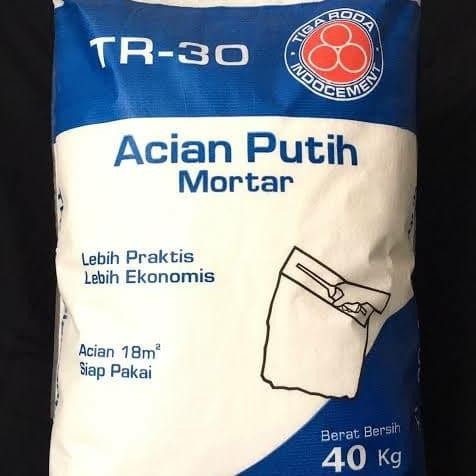 TR-30
TIGA RODA
INDOCEMENT
Acian Putih
Mortar
Lebih Praktis
Lebih Ekonomis
Acian 18m²
Siap Pakai
Berat Bersih
40 Kg